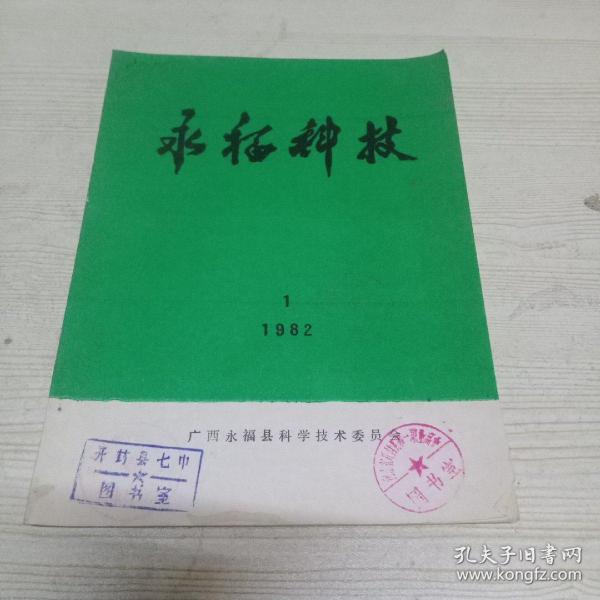 永福科技
1
1982
广西永福县科学技术委员会
开封县七中
图书室
图书室
孔夫子旧书网
www.kongfz.com